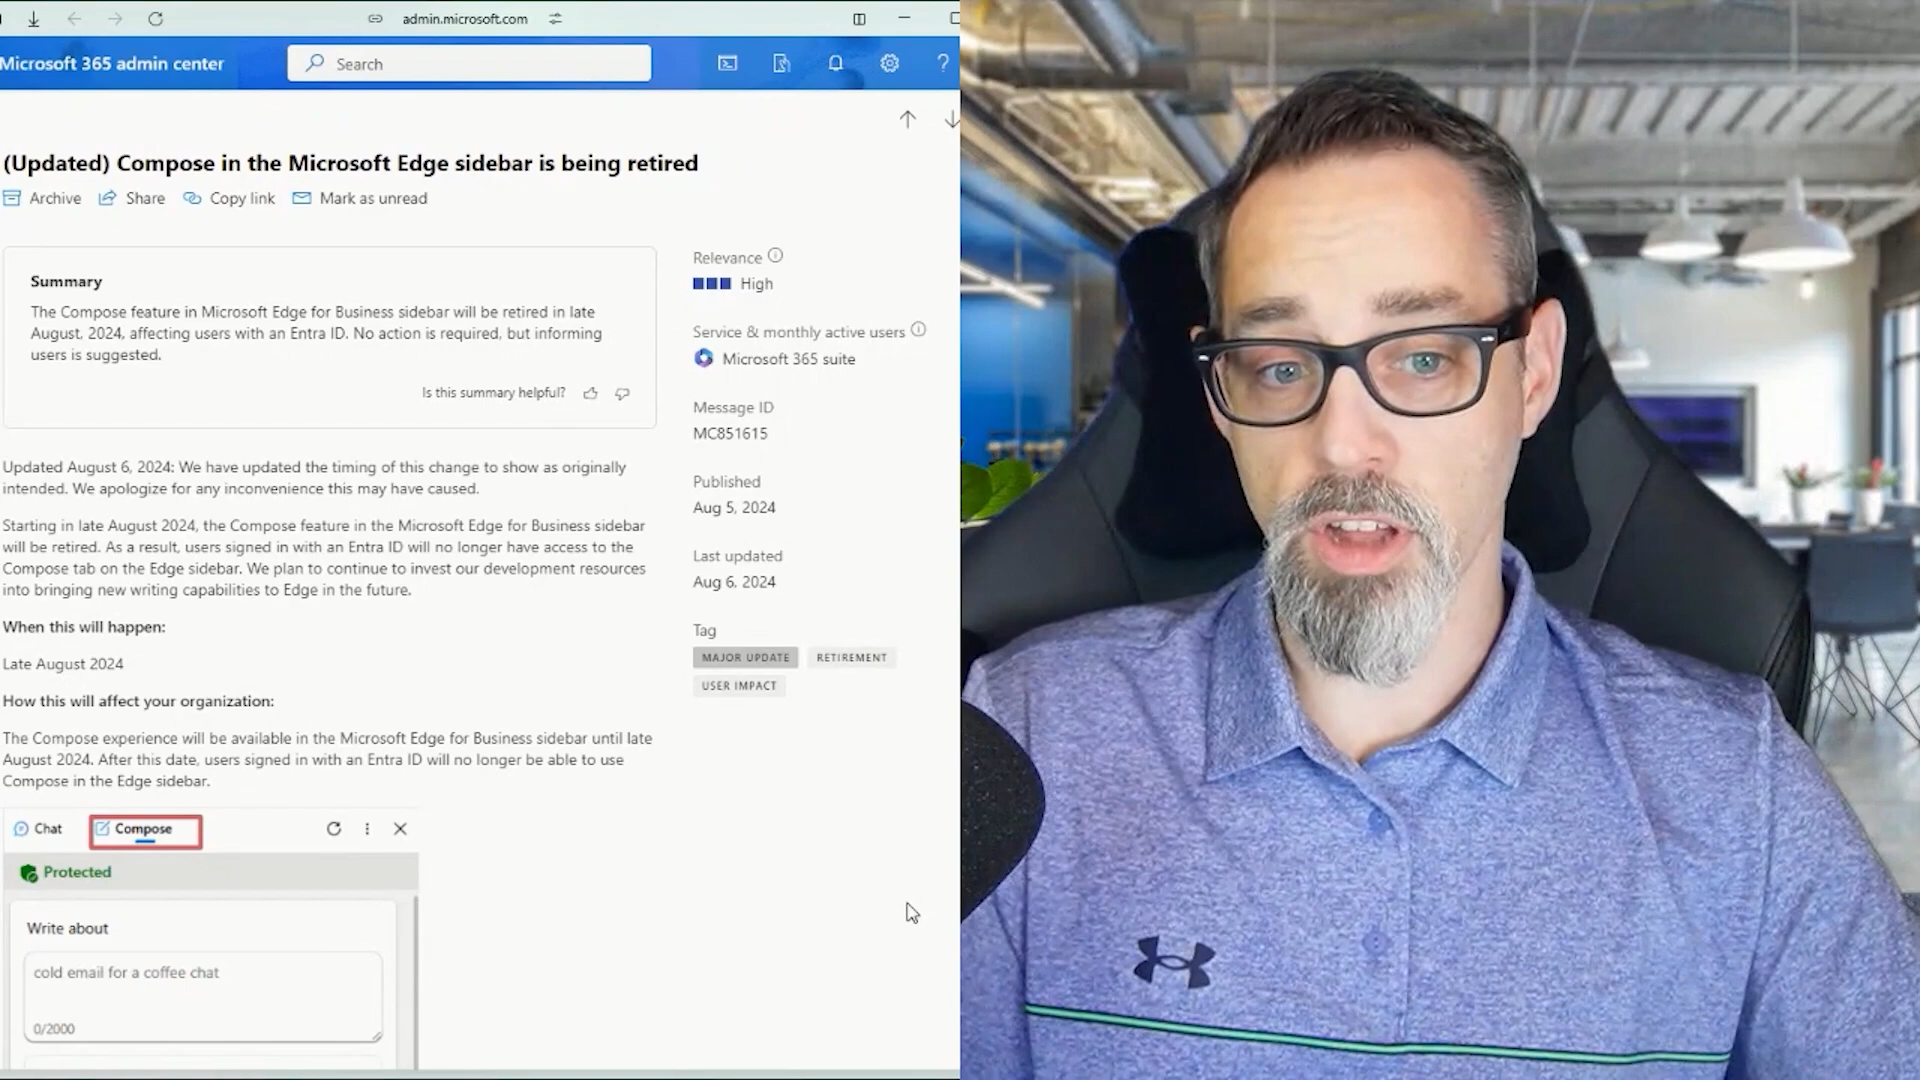 admin.microsoft.com
Microsoft 365 admin center
Search
(Updated) Compose in the Microsoft Edge sidebar is being retired
Archive Share Copy link Mark as unread
Summary
The Compose feature in Microsoft Edge for Business sidebar will be retired in late
August, 2024, affecting users with an Entra ID. No action is required, but informing
users is suggested.
Is this summary helpful?
Updated August 6, 2024: We have updated the timing of this change to show as originally
intended. We apologize for any inconvenience this may have caused.
Starting in late August 2024, the Compose feature in the Microsoft Edge for Business sidebar
will be retired. As a result, users signed in with an Entra ID will no longer have access to the
Compose tab on the Edge sidebar. We plan to continue to invest our development resources
into bringing new writing capabilities to Edge in the future.
When this will happen:
Late August 2024
How this will affect your organization:
The Compose experience will be available in the Microsoft Edge for Business sidebar until late
August 2024. After this date, users signed in with an Entra ID will no longer be able to use
Compose in the Edge sidebar.
Chat Compose
Protected
Write about
cold email for a coffee chat
0/2000
Relevance
High
Service & monthly active users
Microsoft 365 suite
Message ID
MC851615
Published
Aug 5, 2024
Last updated
Aug 6, 2024
Tag
MAJOR UPDATE RETIREMENT
USER IMPACT